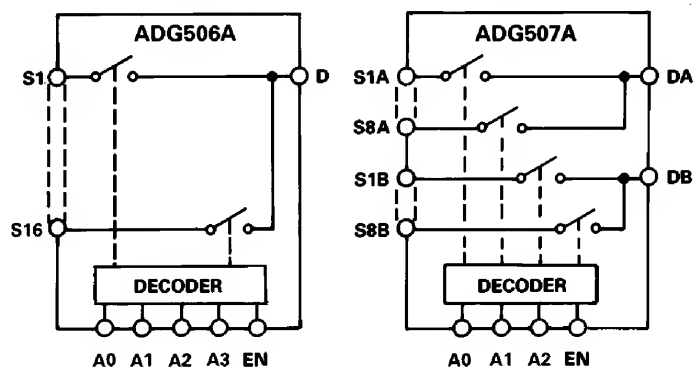 ADG506A
S1
D
S16
DECODER
A0 A1 A2 A3 EN
ADG507A
S1A
DA
S8A
S1B
DB
S8B
DECODER
A0 A1 A2 EN